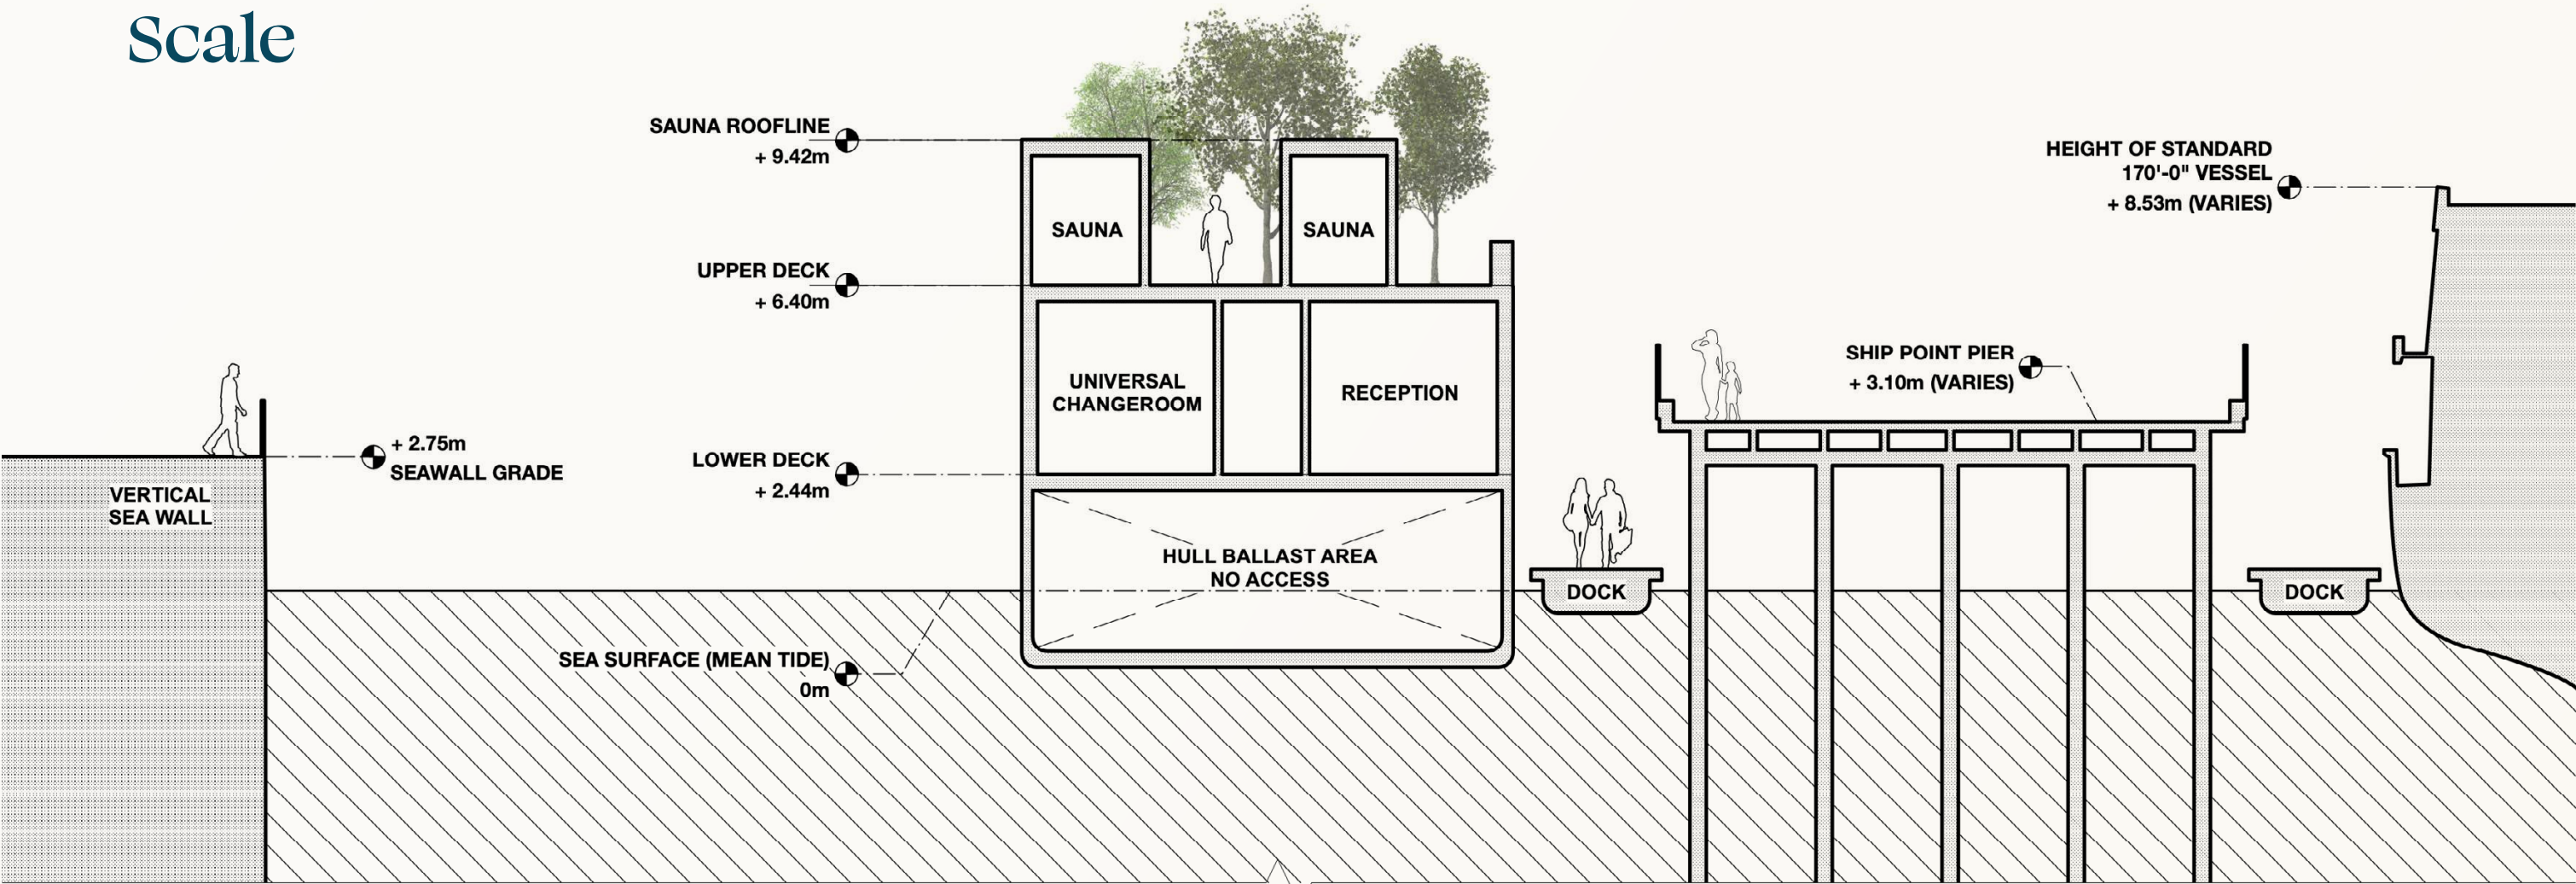 Scale
SAUNA ROOFLINE
+ 9.42m
HEIGHT OF STANDARD
170'-0" VESSEL
+ 8.53m (VARIES)
SAUNA
SAUNA
UPPER DECK
+ 6.40m
SHIP POINT PIER
+ 3.10m (VARIES)
UNIVERSAL
CHANGEROOM
RECEPTION
+ 2.75m
SEAWALL GRADE
LOWER DECK
+ 2.44m
VERTICAL
SEA WALL
HULL BALLAST AREA
NO ACCESS
DOCK
DOCK
SEA SURFACE (MEAN TIDE)
0m